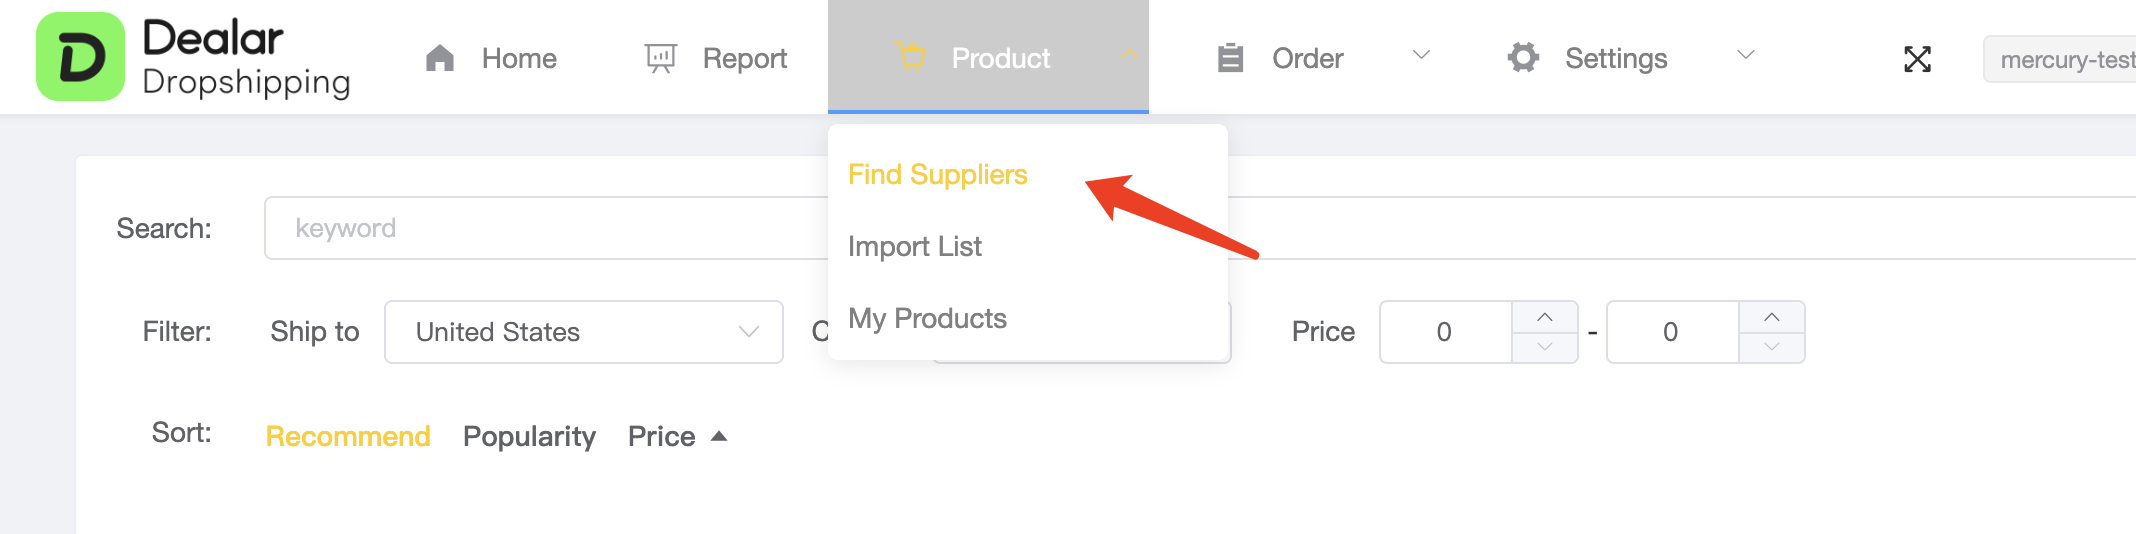 Dealar
Dropshipping
Home
Report
Product
Order
Settings
mercury-test
Find Suppliers
Import List
My Products
Search:
keyword
Filter:
Ship to
United States
Price
0
-
0
Sort:
Recommend
Popularity
Price